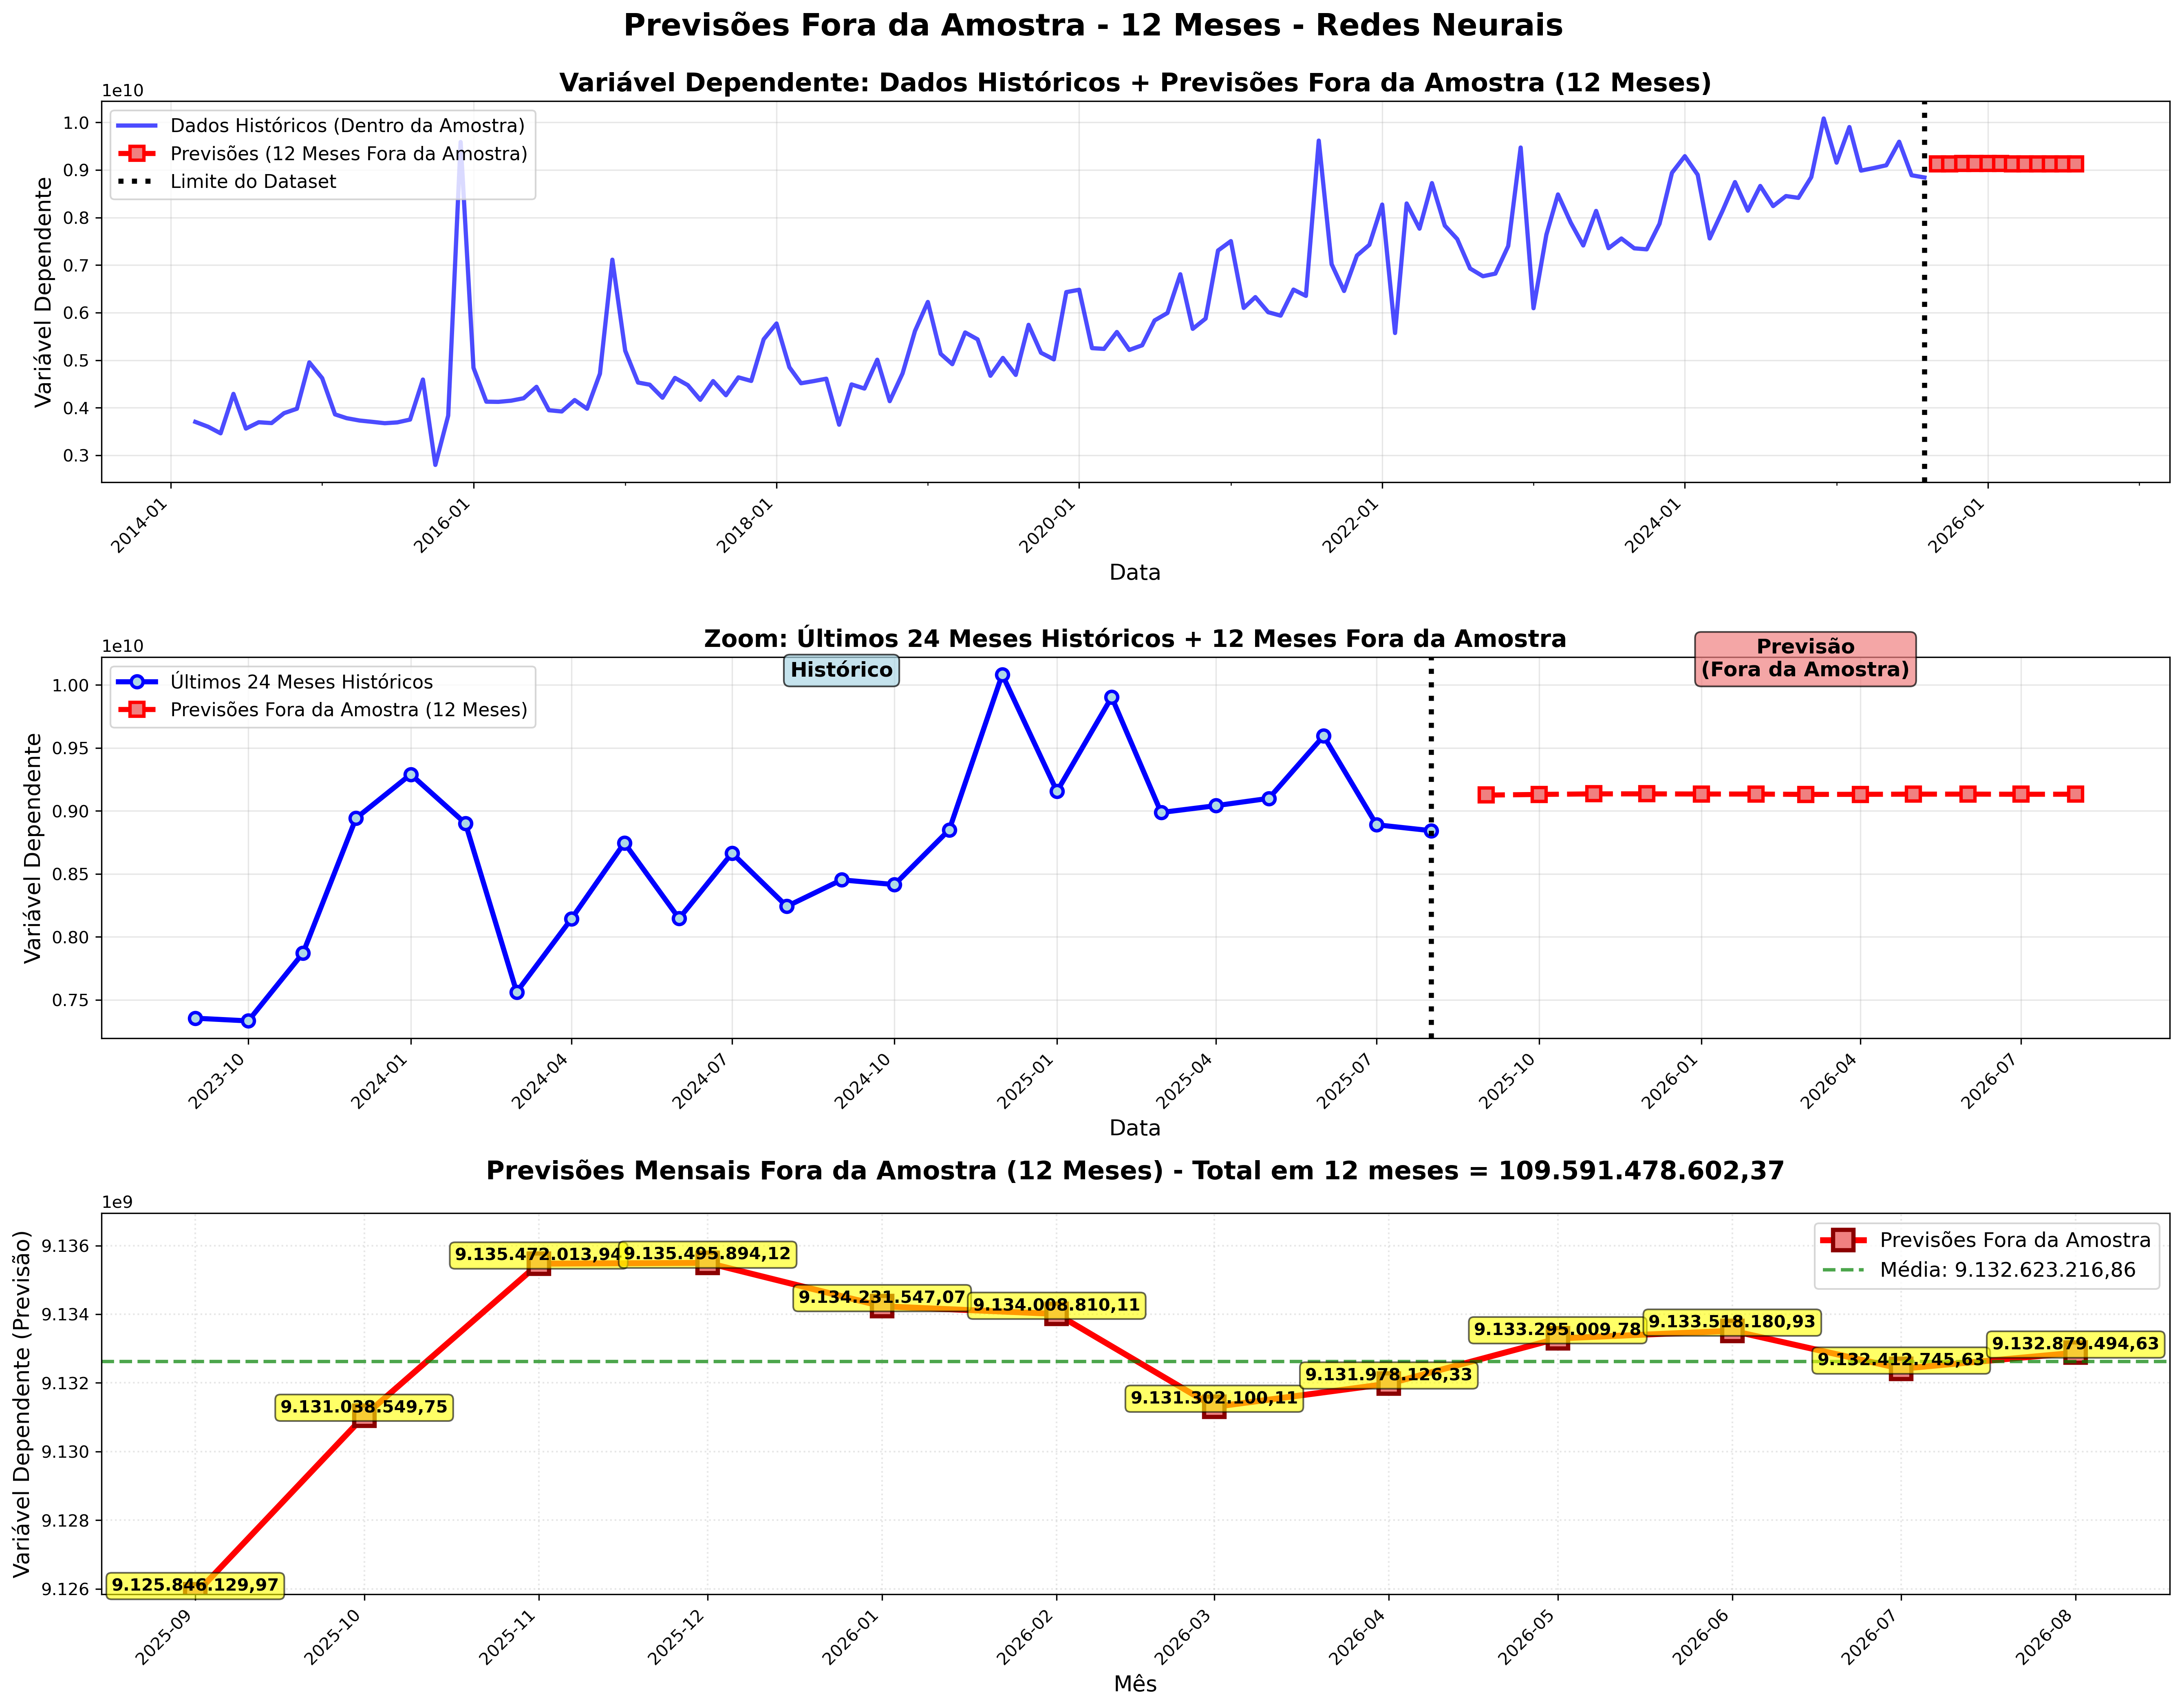 Previsões Fora da Amostra - 12 Meses - Redes Neurais
Variável Dependente: Dados Históricos + Previsões Fora da Amostra (12 Meses)
1e10
Dados Históricos (Dentro da Amostra)
Previsões (12 Meses Fora da Amostra)
Limite do Dataset
Variável Dependente
1.0
0.9
0.8
0.7
0.6
0.5
0.4
0.3
2014-01
2016-01
2018-01
2020-01
2022-01
2024-01
2026-01
Data
Zoom: Últimos 24 Meses Históricos + 12 Meses Fora da Amostra
1e10
Últimos 24 Meses Históricos
Previsões Fora da Amostra (12 Meses)
Histórico
Previsão
(Fora da Amostra)
Variável Dependente
1.00
0.95
0.90
0.85
0.80
0.75
2023-10
2024-01
2024-04
2024-07
2024-10
2025-01
2025-04
2025-07
2025-10
2026-01
2026-04
2026-07
Data
Previsões Mensais Fora da Amostra (12 Meses) - Total em 12 meses = 109.591.478.602,37
1e9
Previsões Fora da Amostra
Média: 9.132.623.216,86
Variável Dependente (Previsão)
9.136
9.134
9.132
9.130
9.128
9.126
9.125.846.129,97
9.131.038.549,75
9.135.472.013,94
9.135.495.894,12
9.134.231.547,07
9.134.008.810,11
9.131.302.100,11
9.131.978.126,33
9.133.295.009,78
9.133.518.180,93
9.132.412.745,63
9.132.879.494,63
2025-09
2025-10
2025-11
2025-12
2026-01
2026-02
2026-03
2026-04
2026-05
2026-06
2026-07
2026-08
Mês